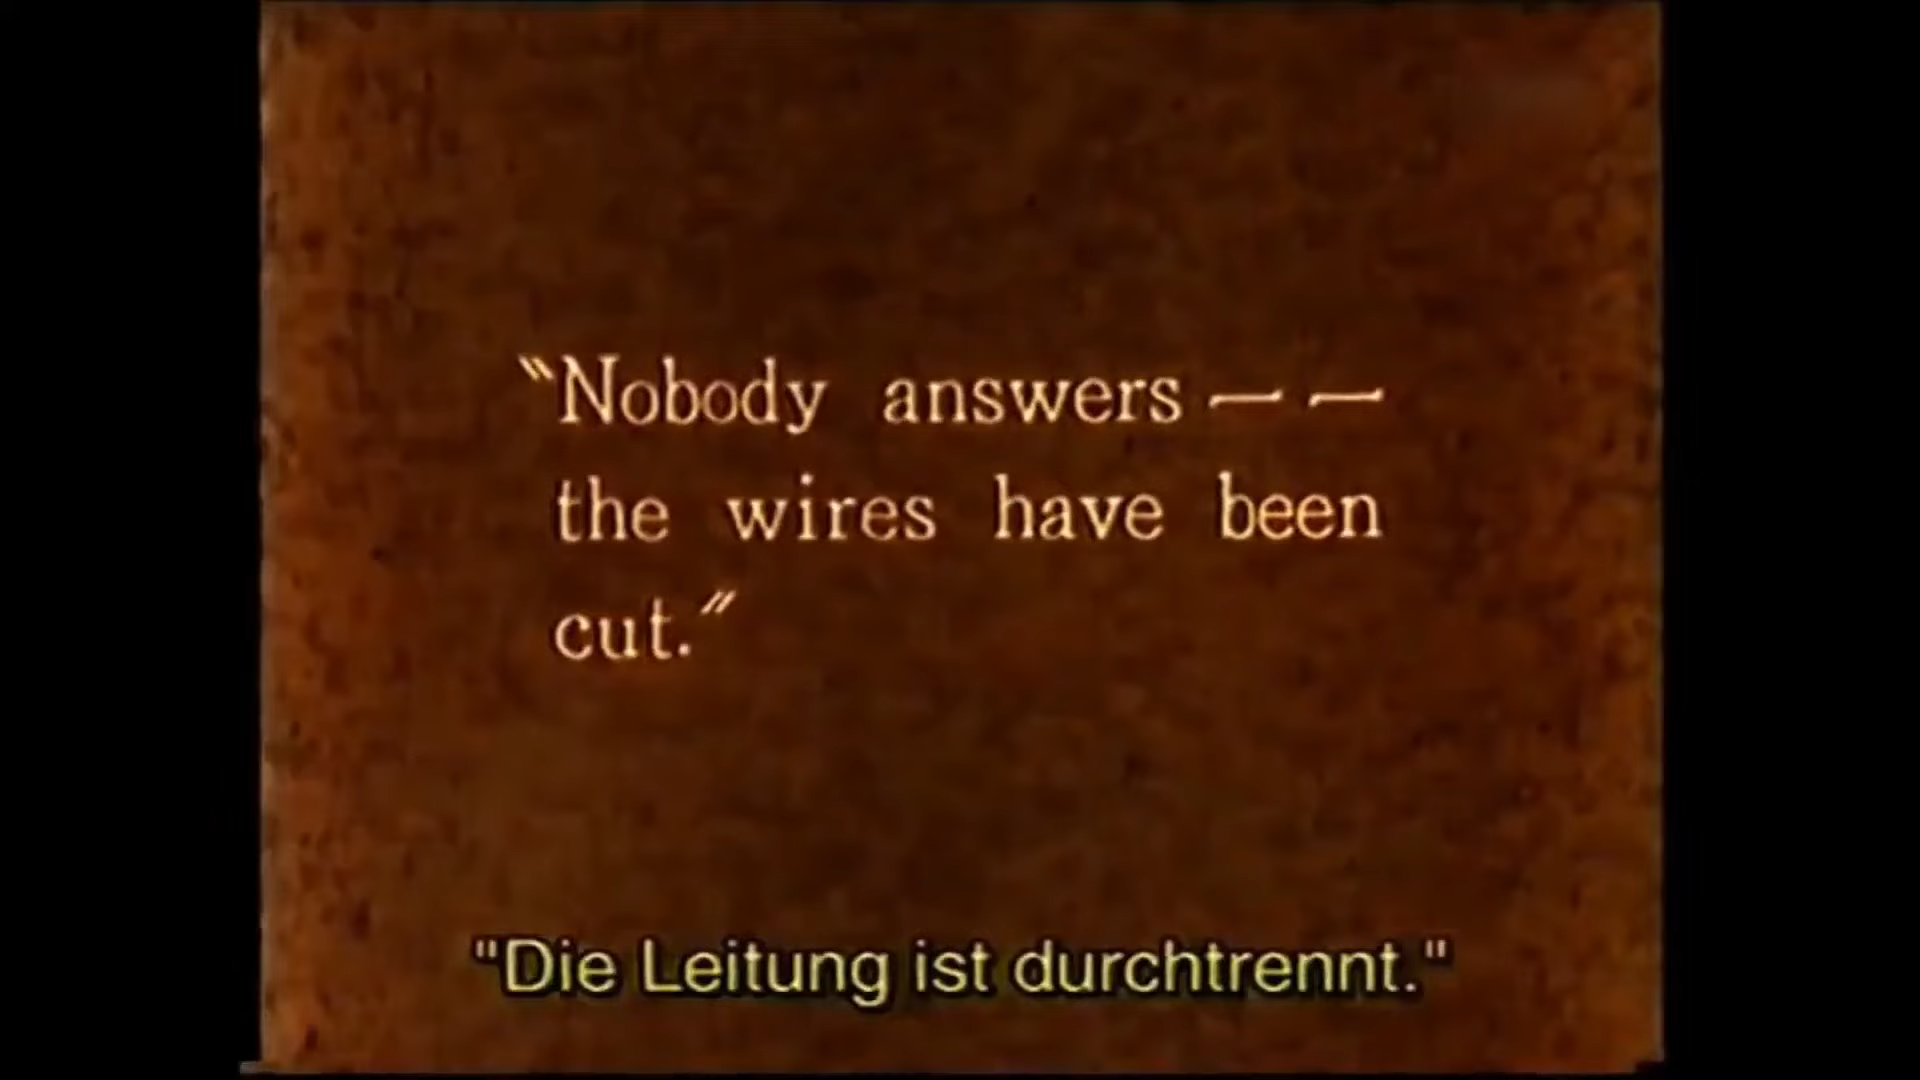 "Nobody answers — —
the wires have been
cut."
"Die Leitung ist durchtrennt."